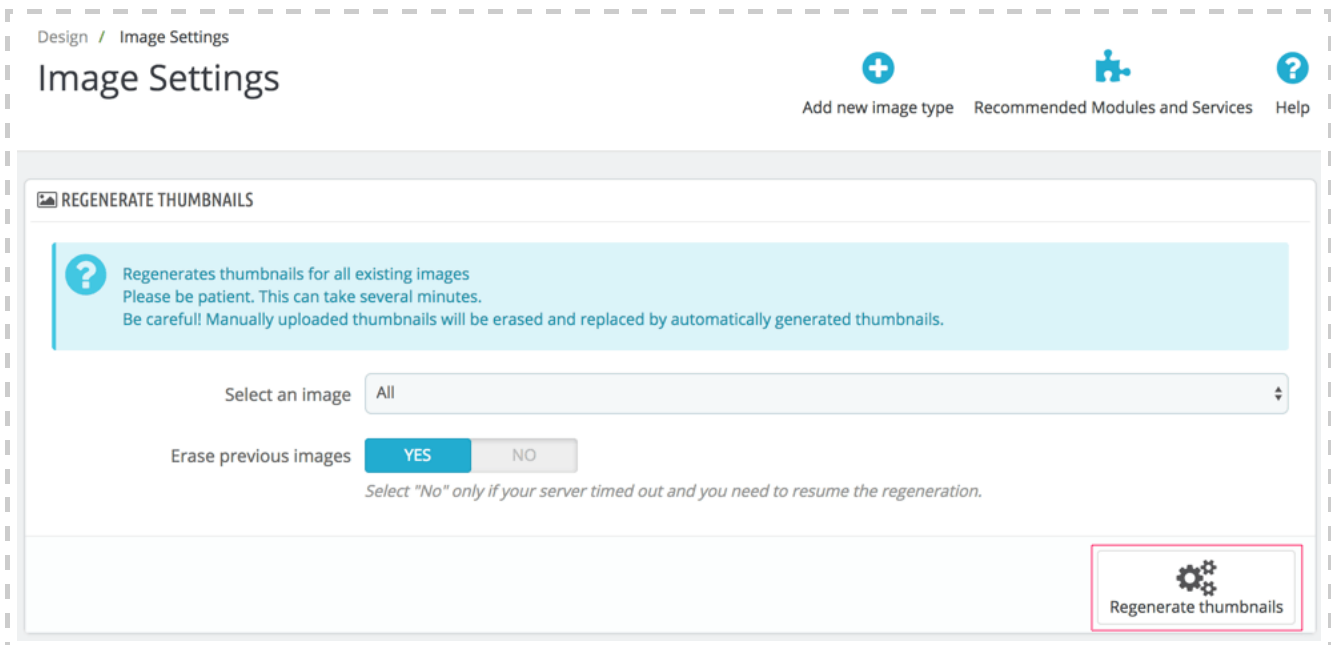 Design / Image Settings
Image Settings
Add new image type
Recommended Modules and Services
Help
REGENERATE THUMBNAILS
Regenerates thumbnails for all existing images
Please be patient. This can take several minutes.
Be careful! Manually uploaded thumbnails will be erased and replaced by automatically generated thumbnails.
Select an image All
Erase previous images YES NO
Select "No" only if your server timed out and you need to resume the regeneration.
Regenerate thumbnails